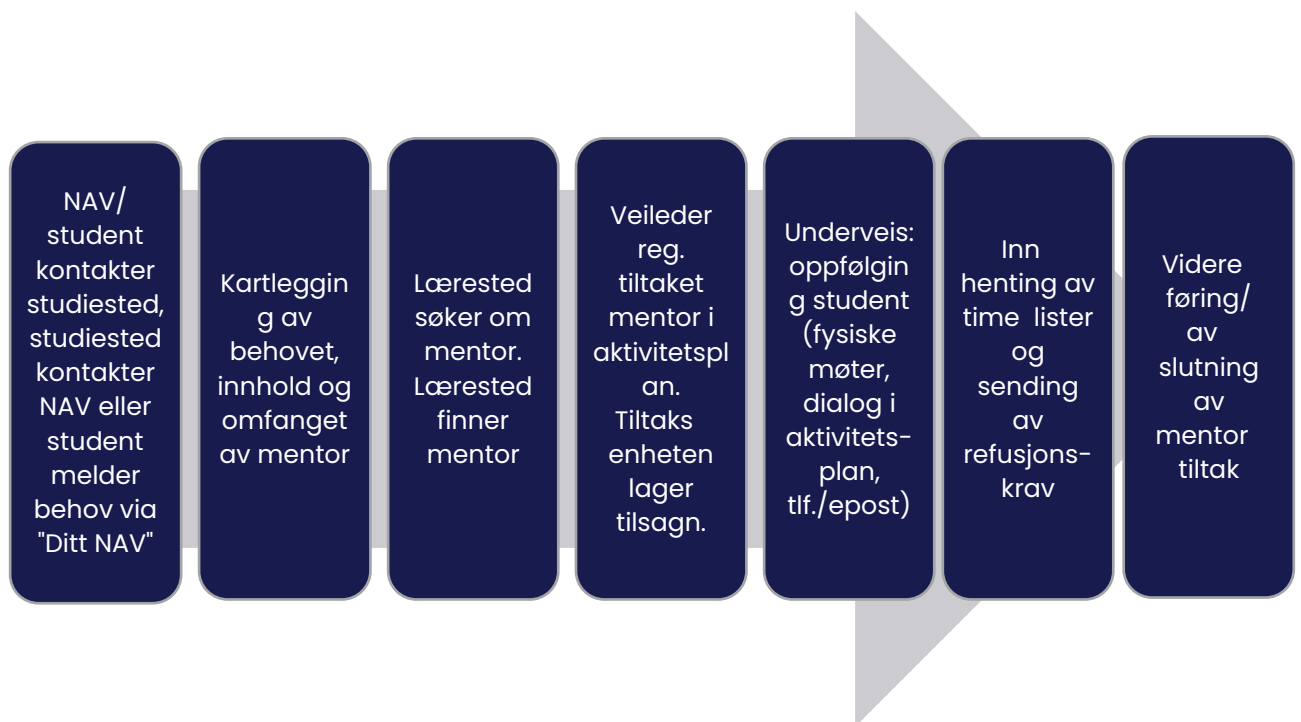 NAV/
student
kontakter
studiested,
studiested
kontakter
NAV eller
student
melder
behov via
"Ditt NAV"
Kartleggin
g av
behovet,
innhold og
omfanget
av mentor
Lærested
søker om
mentor.
Lærested
finner
mentor
Veileder
reg.
tiltaket
mentor i
aktivitetspl
an.
Tiltaks
enheten
lager
tilsagn.
Underveis:
oppfølgin
g student
(fysiske
møter,
dialog i
aktivitets-
plan,
tlf./epost)
Inn
henting av
time lister
og
sending
av
refusjons-
krav
Videre
føring/
av
slutning
av
mentor
tiltak